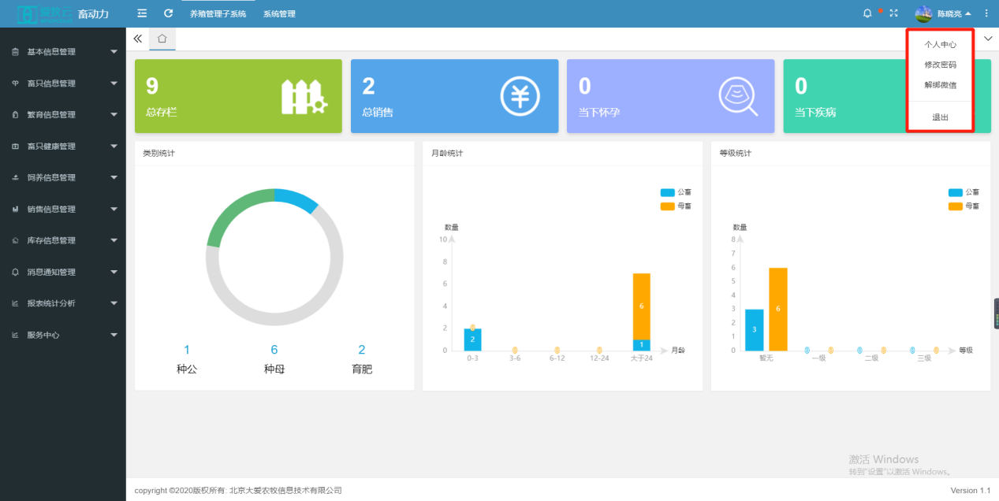 爱牧云 畜动力
养殖管理子系统
系统管理
陈晓亮
个人中心
修改密码
解绑微信
退出
基本信息管理
畜只信息管理
繁育信息管理
畜只健康管理
饲养信息管理
销售信息管理
库存信息管理
消息通知管理
报表统计分析
服务中心
9
总存栏
2
总销售
0
当下怀孕
0
当下疾病
类别统计
1
种公
6
种母
2
育肥
月龄统计
公畜
母畜
数量
10
8
6
4
2
0
0
2
0
0
0
6
1
0-3
3-6
6-12
12-24
大于24
月龄
等级统计
公畜
母畜
数量
8
7
6
5
4
3
2
1
0
3
6
0
0
0
0
0
0
暂无
一级
二级
三级
等级
激活 Windows
转到"设置"以激活 Windows。
copyright ©2020版权所有: 北京大爱农牧信息技术有限公司
Version 1.1